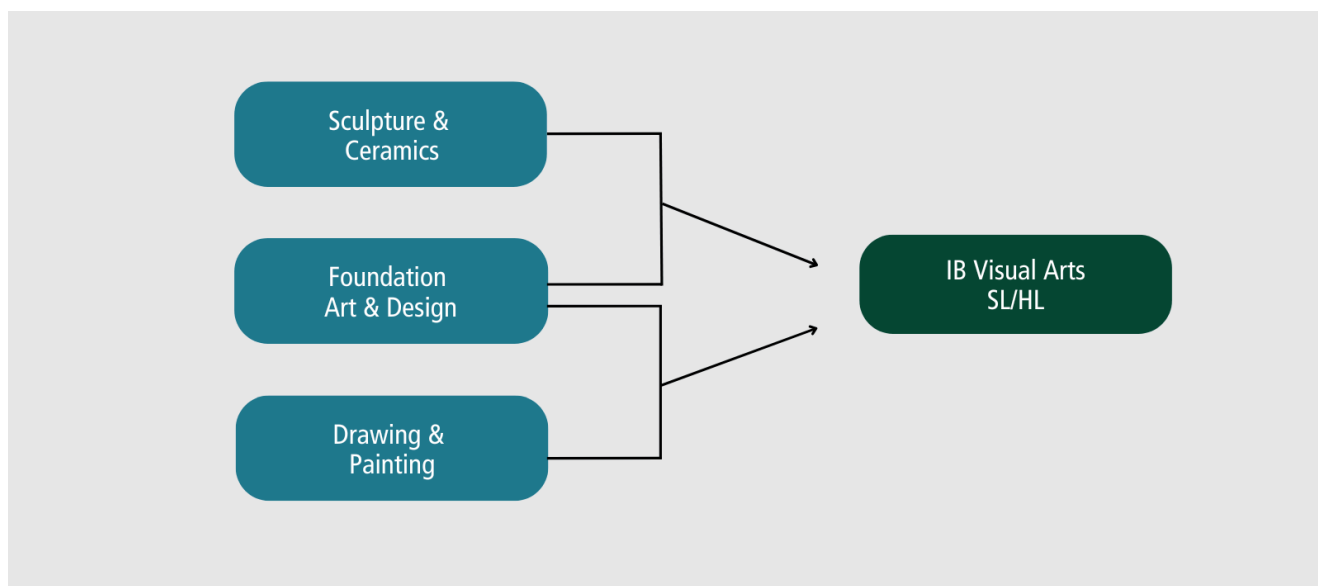 Sculpture &
Ceramics
Foundation
Art & Design
Drawing &
Painting
IB Visual Arts
SL/HL